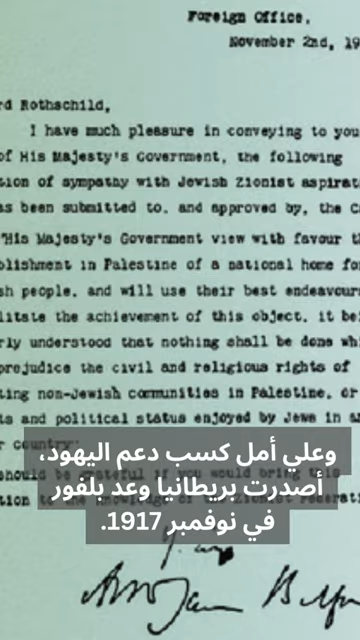 Foreign Office,
November 2nd, 19
rd Rothschild,
I have much pleasure in conveying to you
of His Majesty's Government, the following
tion of sympathy with Jewish Zionist aspirat
as been submitted to, and approved by, the C
"His Majesty's Government view with favour th
blishment in Palestine of a national home for
sh people, and will use their best endeavours
litate the achievement of this object, it bei
rly understood that nothing shall be done whi
prejudice the civil and religious rights of
ting non-Jewish communities in Palestine, or
ts and political status enjoyed by Jews in an
r country"
وعلي أمل كسب دعم اليهود،
أصدرت بريطانيا وعد بلفور
في نوفمبر 1917.